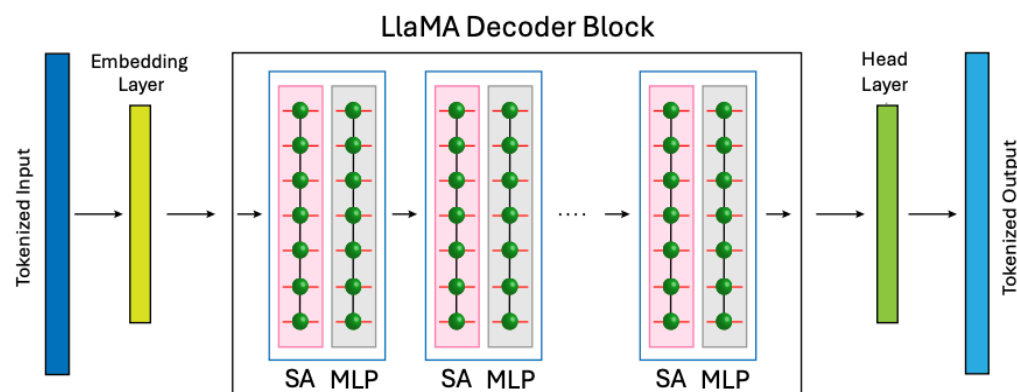 LlaMA Decoder Block
Tokenized Input
Embedding
Layer
....
SA MLP
SA MLP
SA MLP
Head
Layer
Tokenized Output